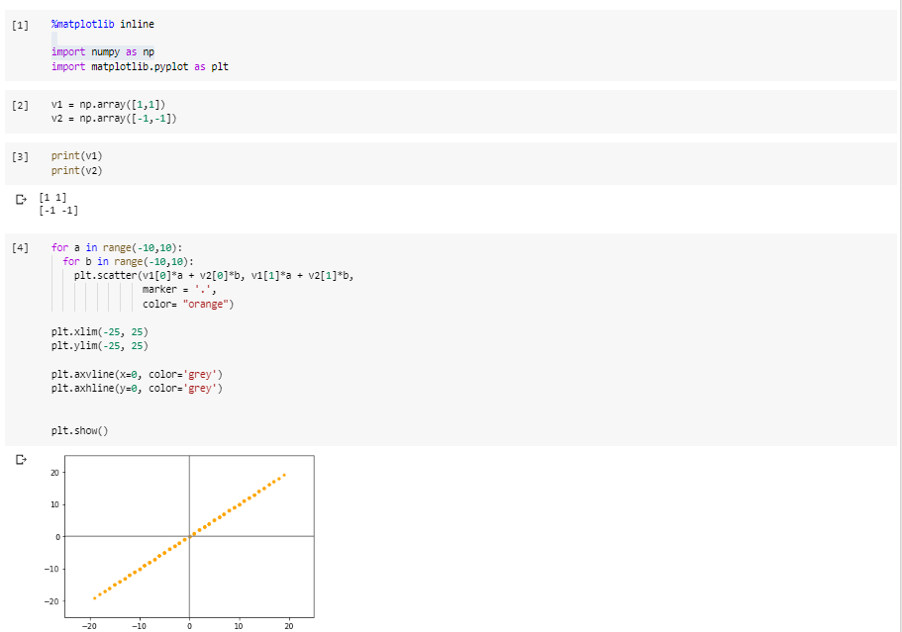 [1] %matplotlib inline
import numpy as np
import matplotlib.pyplot as plt
[2] v1 = np.array([1,1])
v2 = np.array([-1,-1])
[3] print(v1)
print(v2)
[1 1]
[-1 -1]
[4] for a in range(-10,10):
for b in range(-10,10):
plt.scatter(v1[0]*a + v2[0]*b, v1[1]*a + v2[1]*b,
marker = '.',
color= "orange")
plt.xlim(-25, 25)
plt.ylim(-25, 25)
plt.axvline(x=0, color='grey')
plt.axhline(y=0, color='grey')
plt.show()
20
10
0
−10
−20
−20 −10 0 10 20